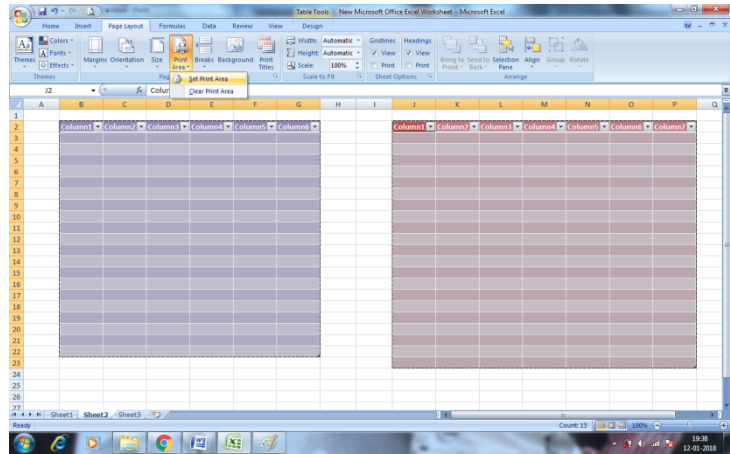 Table Tools New Microsoft Office Excel Worksheet - Microsoft Excel
Home Insert Page Layout Formulas Data Review View Design
Aa Colors Fonts Effects Themes
Margins Orientation Size Print Area Breaks Background Print Titles
Width: Automatic
Height: Automatic
Scale: 100%
Gridlines Headings
View View
Print Print
Bring to Front Send to Back Selection Pane Align Group Rotate
Themes Pag Scale to Fit Sheet Options Arrange
Set Print Area
Clear Print Area
J2 fx Colu
A B C D E F G H I J K L M N O P Q
1
2 Column1 Column2 Column3 Column4 Column5 Column6 Column1 Column2 Column3 Column4 Column5 Column6 Column7
3
4
5
6
7
8
9
10
11
12
13
14
15
16
17
18
19
20
21
22
23
24
25
26
27
Sheet1 Sheet2 Sheet3
Ready Count: 13 100%
19:38
12-01-2018